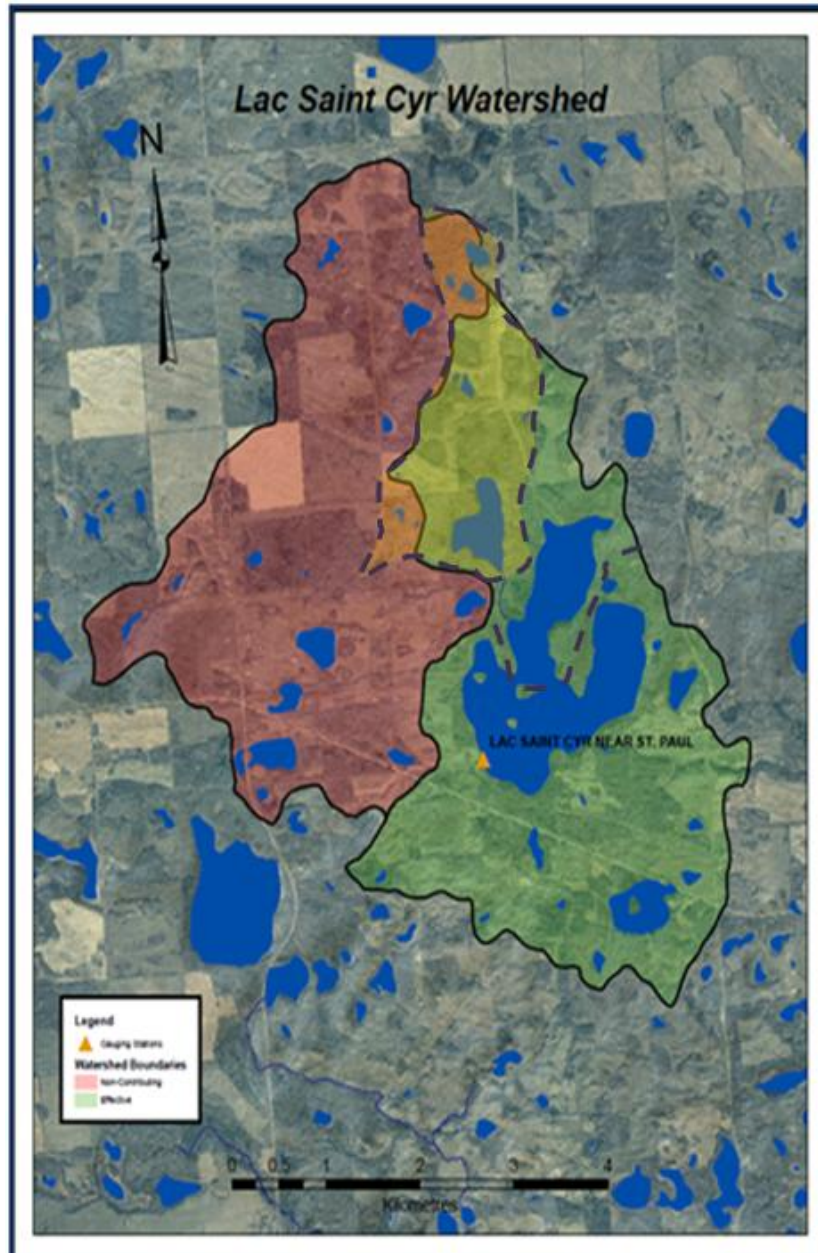 Lac Saint Cyr Watershed
N
LAC SAINT CYR NEAR ST. PAUL
Legend
Gauging Stations
Watershed Boundaries
Non-Contributing
Effective
0 0.5 1 2 3 4
Kilometres